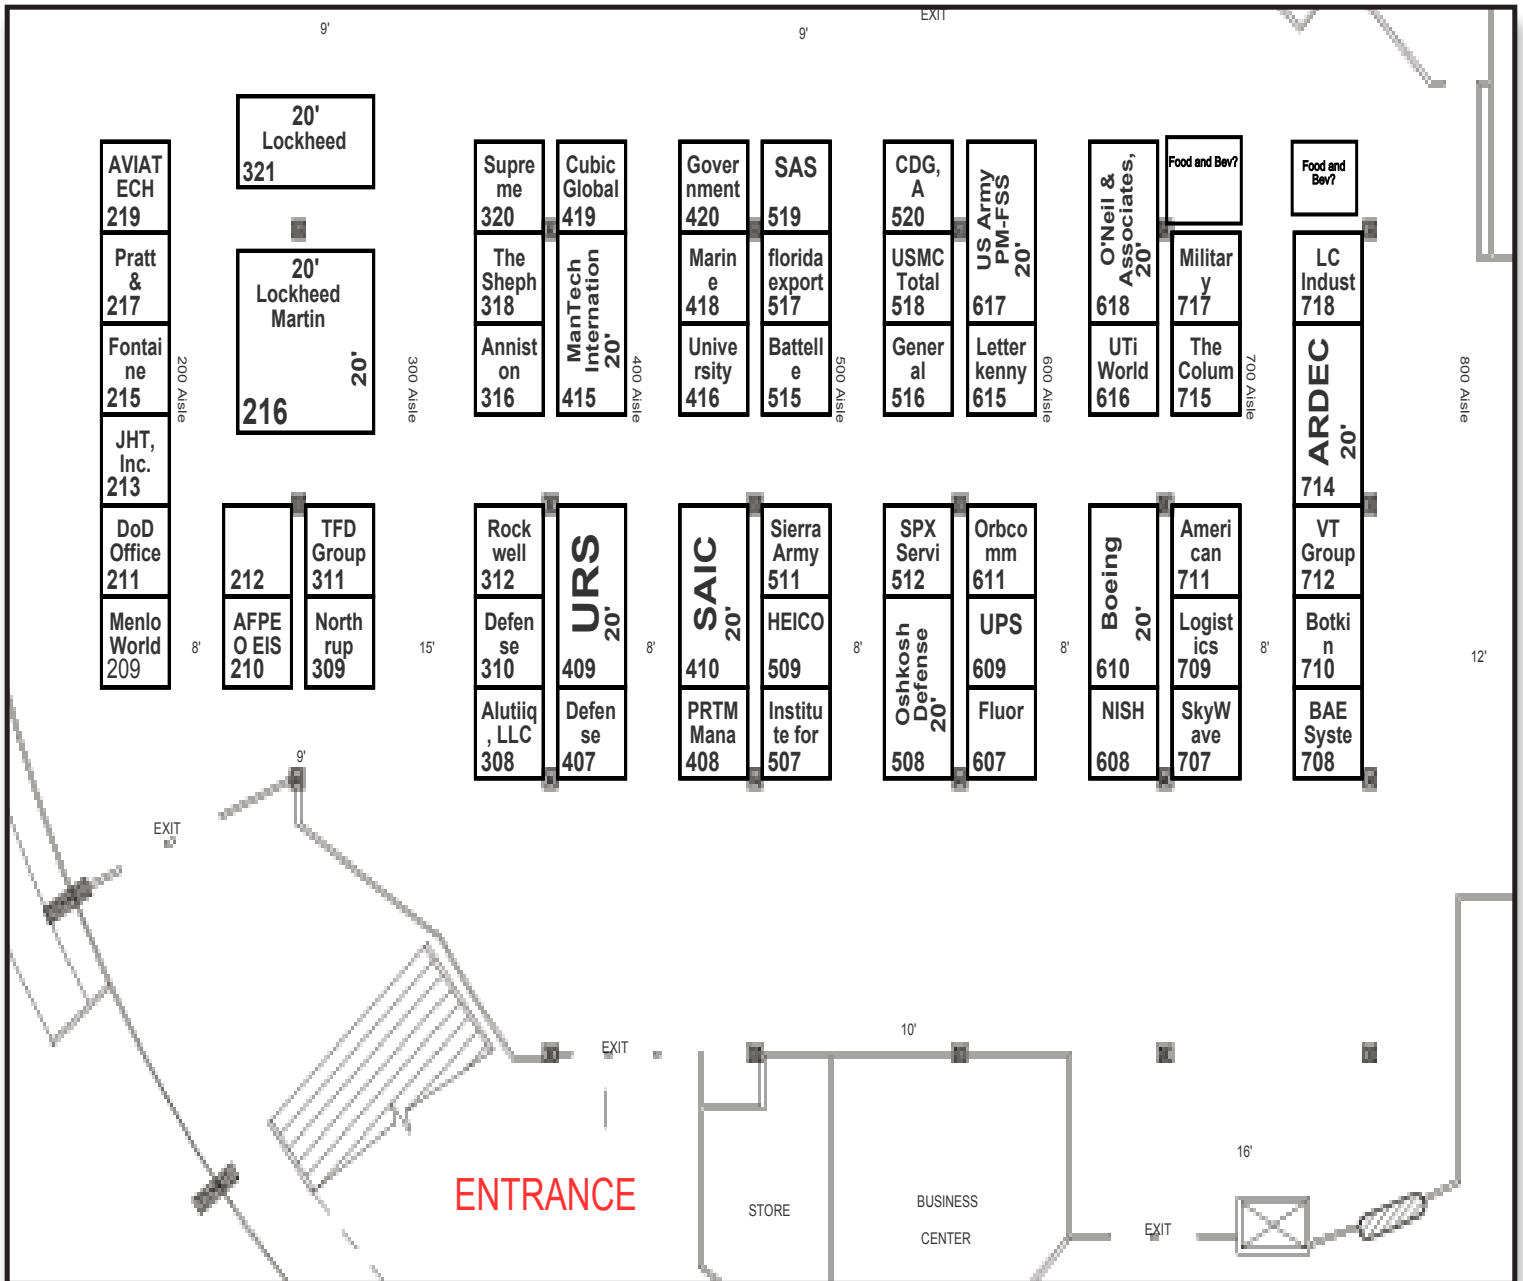 EXIT
9'
9'
20'
Lockheed
321
AVIAT
ECH
219
Supre
me
320
Cubic
Global
419
Gover
nment
420
SAS
519
CDG,
A
520
US Army
PM-FSS
20'
617
O'Neil &
Associates,
20'
618
Food and Bev?
Food and
Bev?
Pratt
&
217
20'
Lockheed
Martin
20'
216
The
Sheph
318
ManTech
Internation
20'
415
Marin
e
418
florida
export
517
USMC
Total
518
Militar
y
717
LC
Indust
718
Fontai
ne
215
200 Aisle
300 Aisle
Annist
on
316
400 Aisle
Unive
rsity
416
Battell
e
515
500 Aisle
Gener
al
516
Letter
kenny
615
600 Aisle
UTi
World
616
The
Colum
715
700 Aisle
ARDEC
20'
714
800 Aisle
JHT,
Inc.
213
DoD
Office
211
212
TFD
Group
311
Rock
well
312
URS
20'
409
SAIC
20'
410
Sierra
Army
511
SPX
Servi
512
Orbco
mm
611
Boeing
20'
610
Ameri
can
711
VT
Group
712
Menlo
World
209
8'
AFPE
O EIS
210
North
rup
309
15'
Defen
se
310
8'
HEICO
509
8'
Oshkosh
Defense
20'
508
UPS
609
8'
Logist
ics
709
8'
Botki
n
710
12'
Alutiiq
, LLC
308
Defen
se
407
PRTM
Mana
408
Institu
te for
507
Fluor
607
NISH
608
SkyW
ave
707
BAE
Syste
708
9'
EXIT
9'
10'
EXIT
16'
ENTRANCE
STORE
BUSINESS
CENTER
EXIT